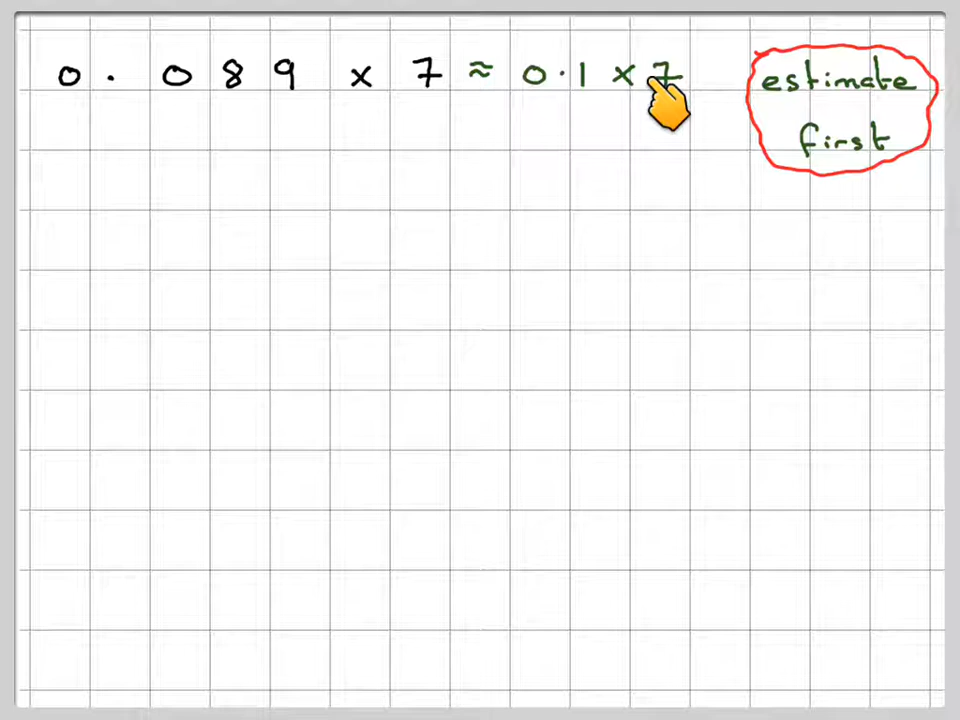 0.089 × 7 ≈ 0.1 × 7
estimate
first